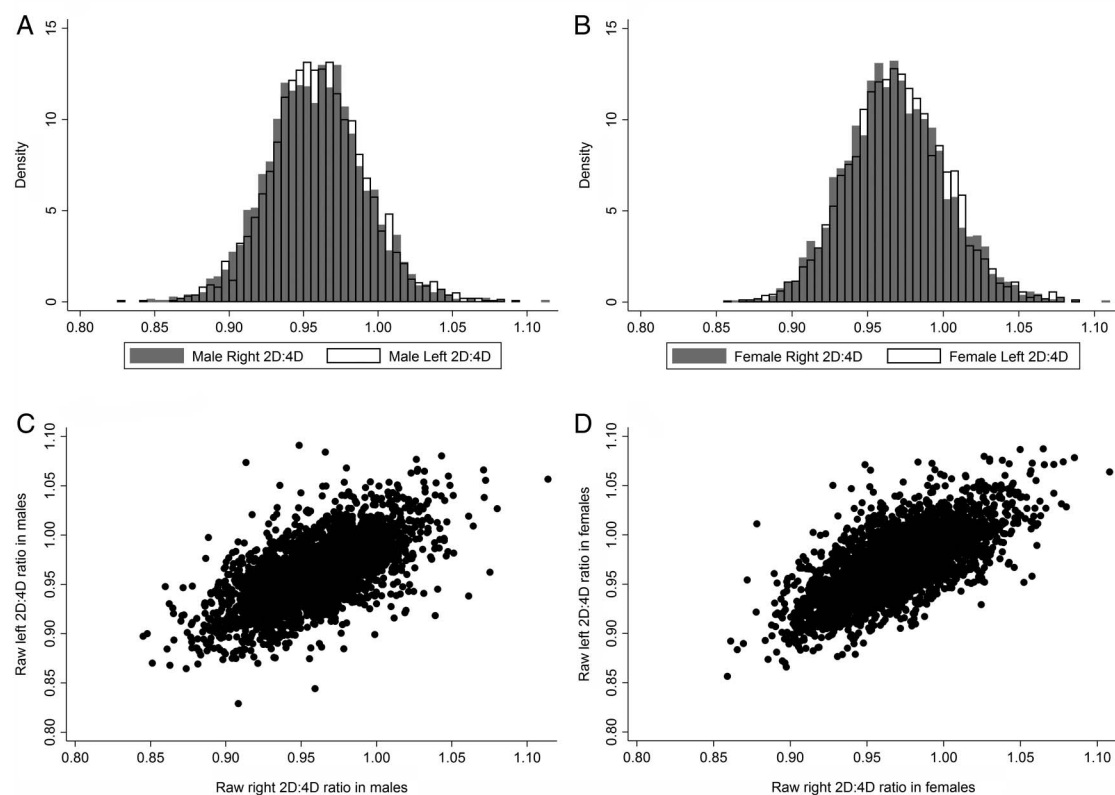 A
15
10
5
0
Density
0.80 0.85 0.90 0.95 1.00 1.05 1.10
Male Right 2D:4D Male Left 2D:4D
B
15
10
5
0
Density
0.80 0.85 0.90 0.95 1.00 1.05 1.10
Female Right 2D:4D Female Left 2D:4D
C
1.10
1.05
1.00
0.95
0.90
0.85
0.80
Raw left 2D:4D ratio in males
0.80 0.85 0.90 0.95 1.00 1.05 1.10
Raw right 2D:4D ratio in males
D
1.10
1.05
1.00
0.95
0.90
0.85
0.80
Raw left 2D:4D ratio in females
0.80 0.85 0.90 0.95 1.00 1.05 1.10
Raw right 2D:4D ratio in females